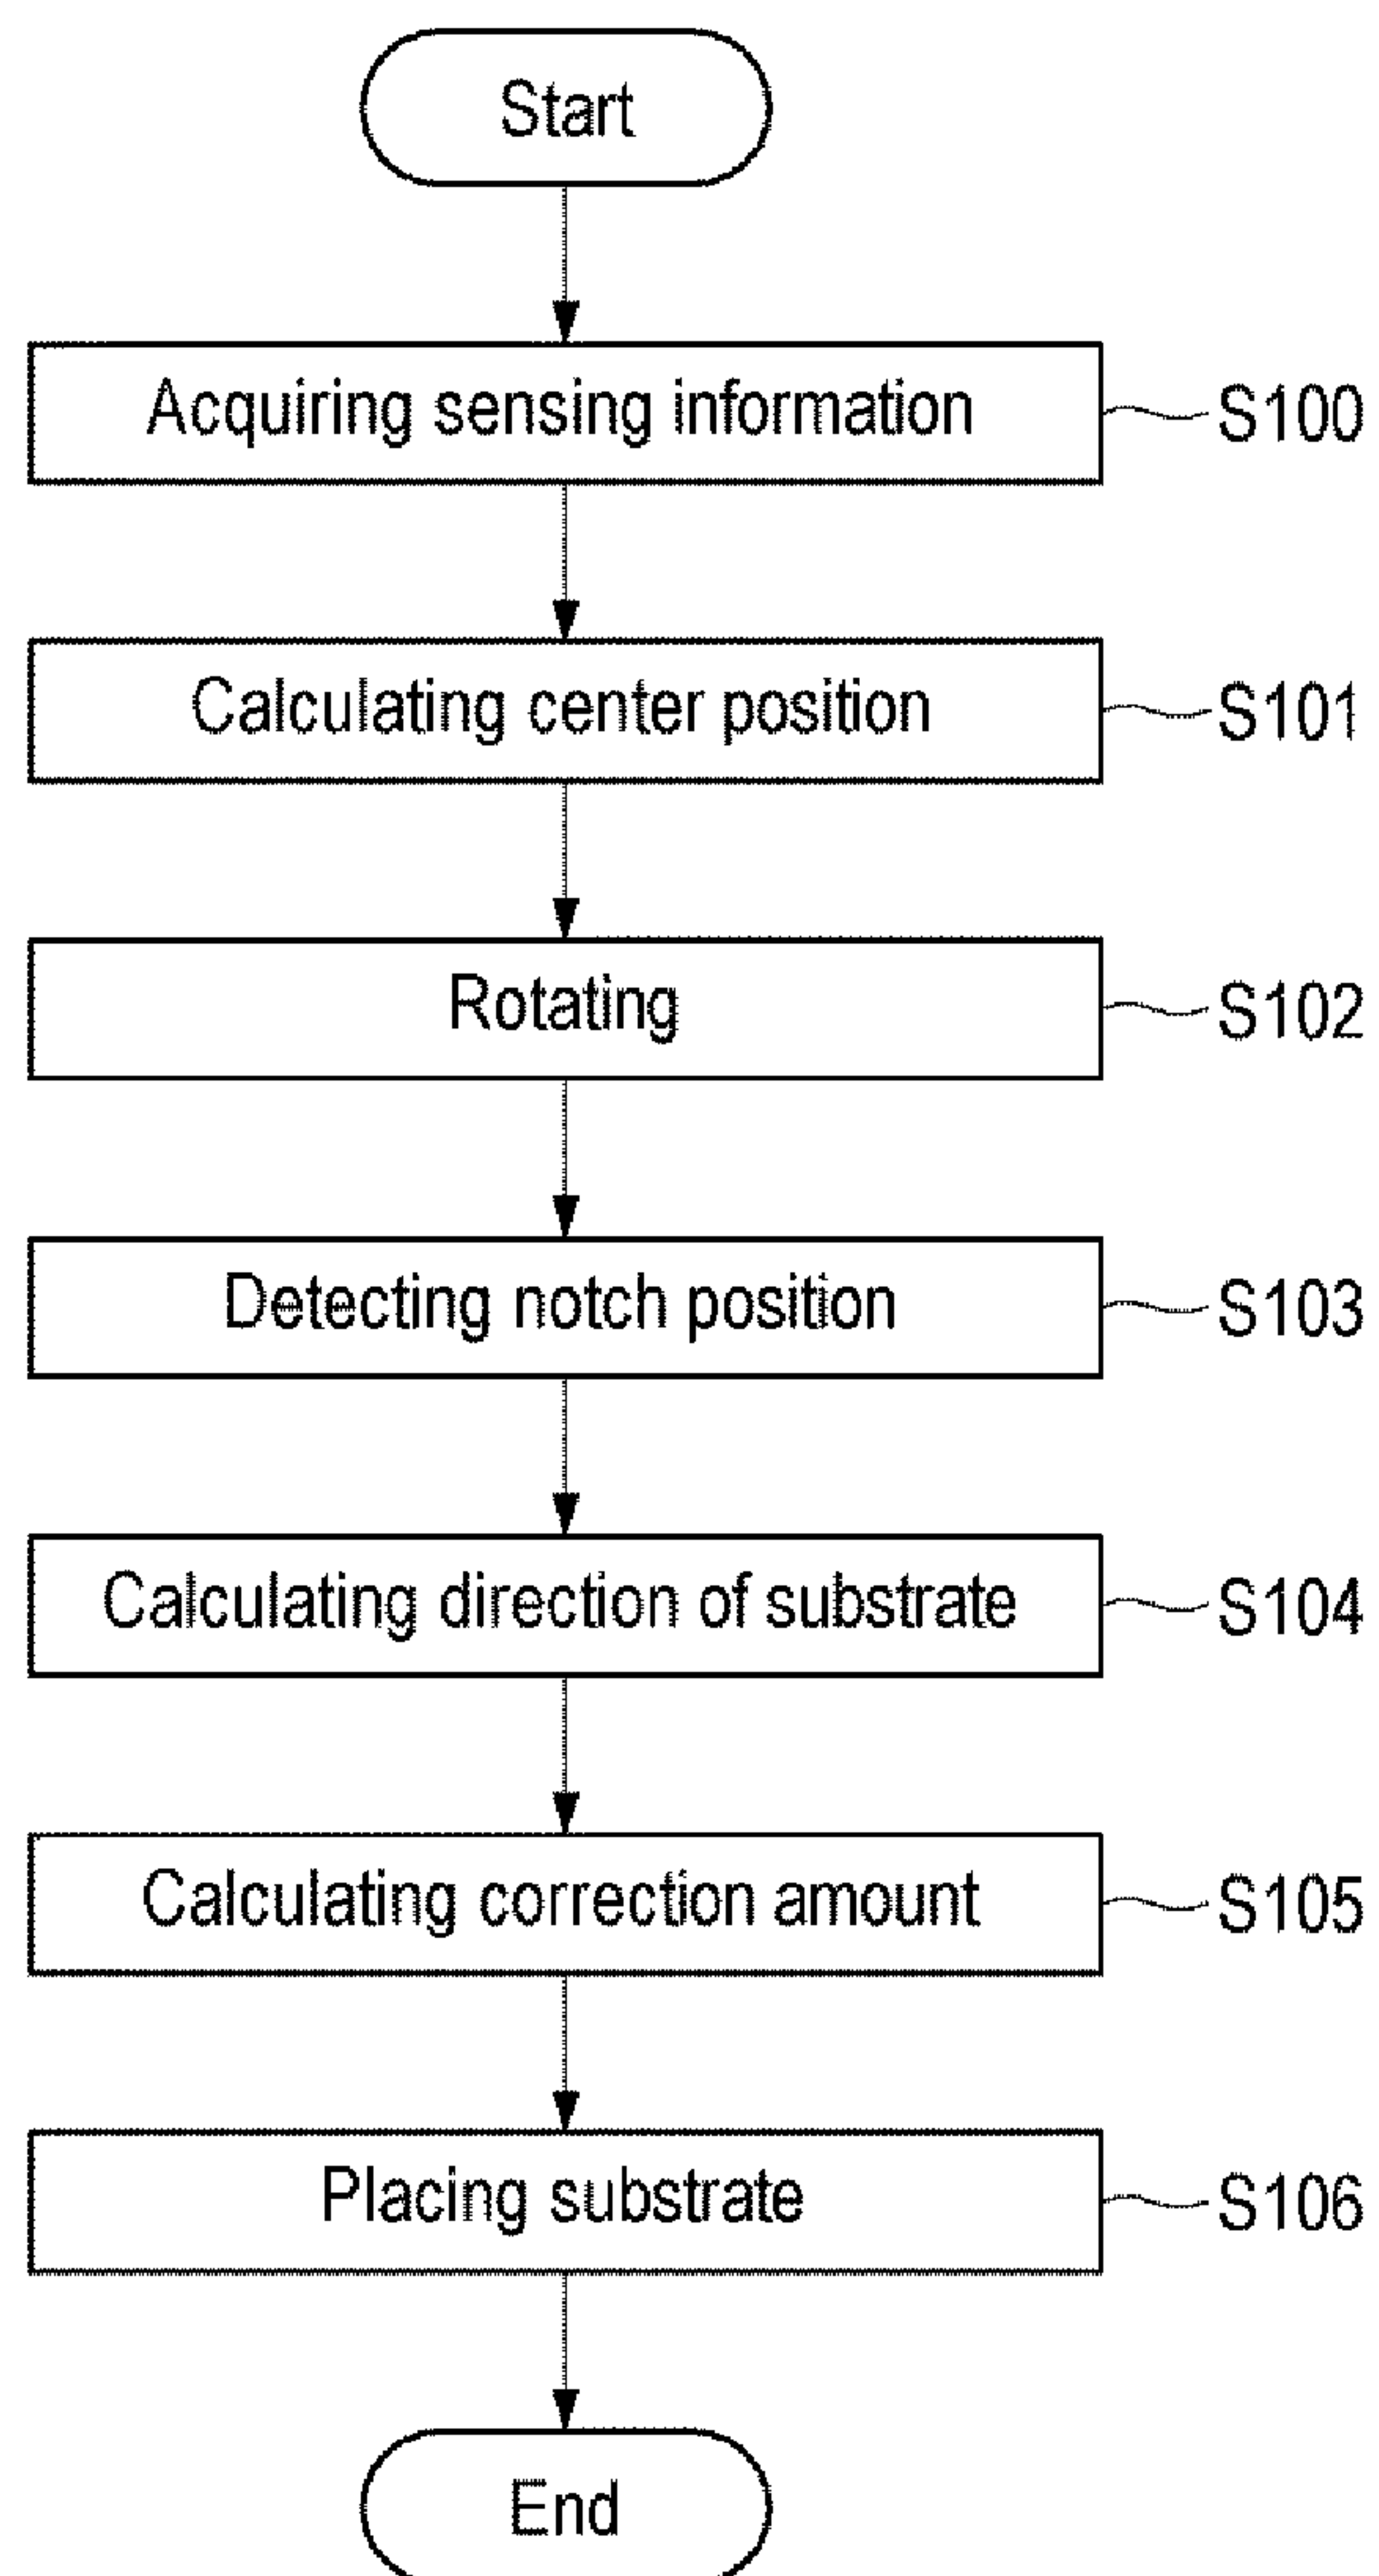 Start
Acquiring sensing information
S100
Calculating center position
S101
Rotating
S102
Detecting notch position
S103
Calculating direction of substrate
S104
Calculating correction amount
S105
Placing substrate
S106
End